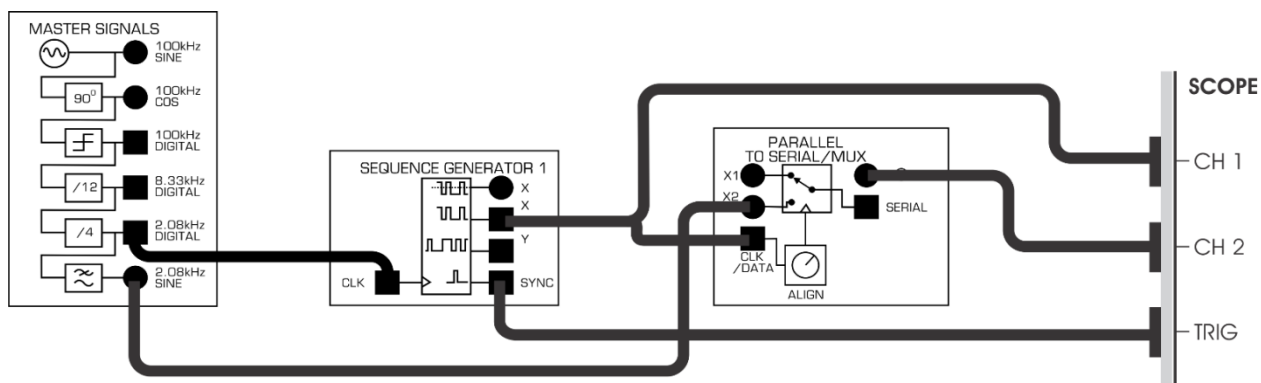 MASTER SIGNALS
100kHz
SINE
90°
100kHz
COS
100kHz
DIGITAL
/12
8.33kHz
DIGITAL
/4
2.08kHz
DIGITAL
2.08kHz
SINE
SEQUENCE GENERATOR 1
X
X
Y
CLK
SYNC
PARALLEL
TO SERIAL/MUX
X1
X2
SERIAL
CLK
/DATA
ALIGN
SCOPE
CH 1
CH 2
TRIG